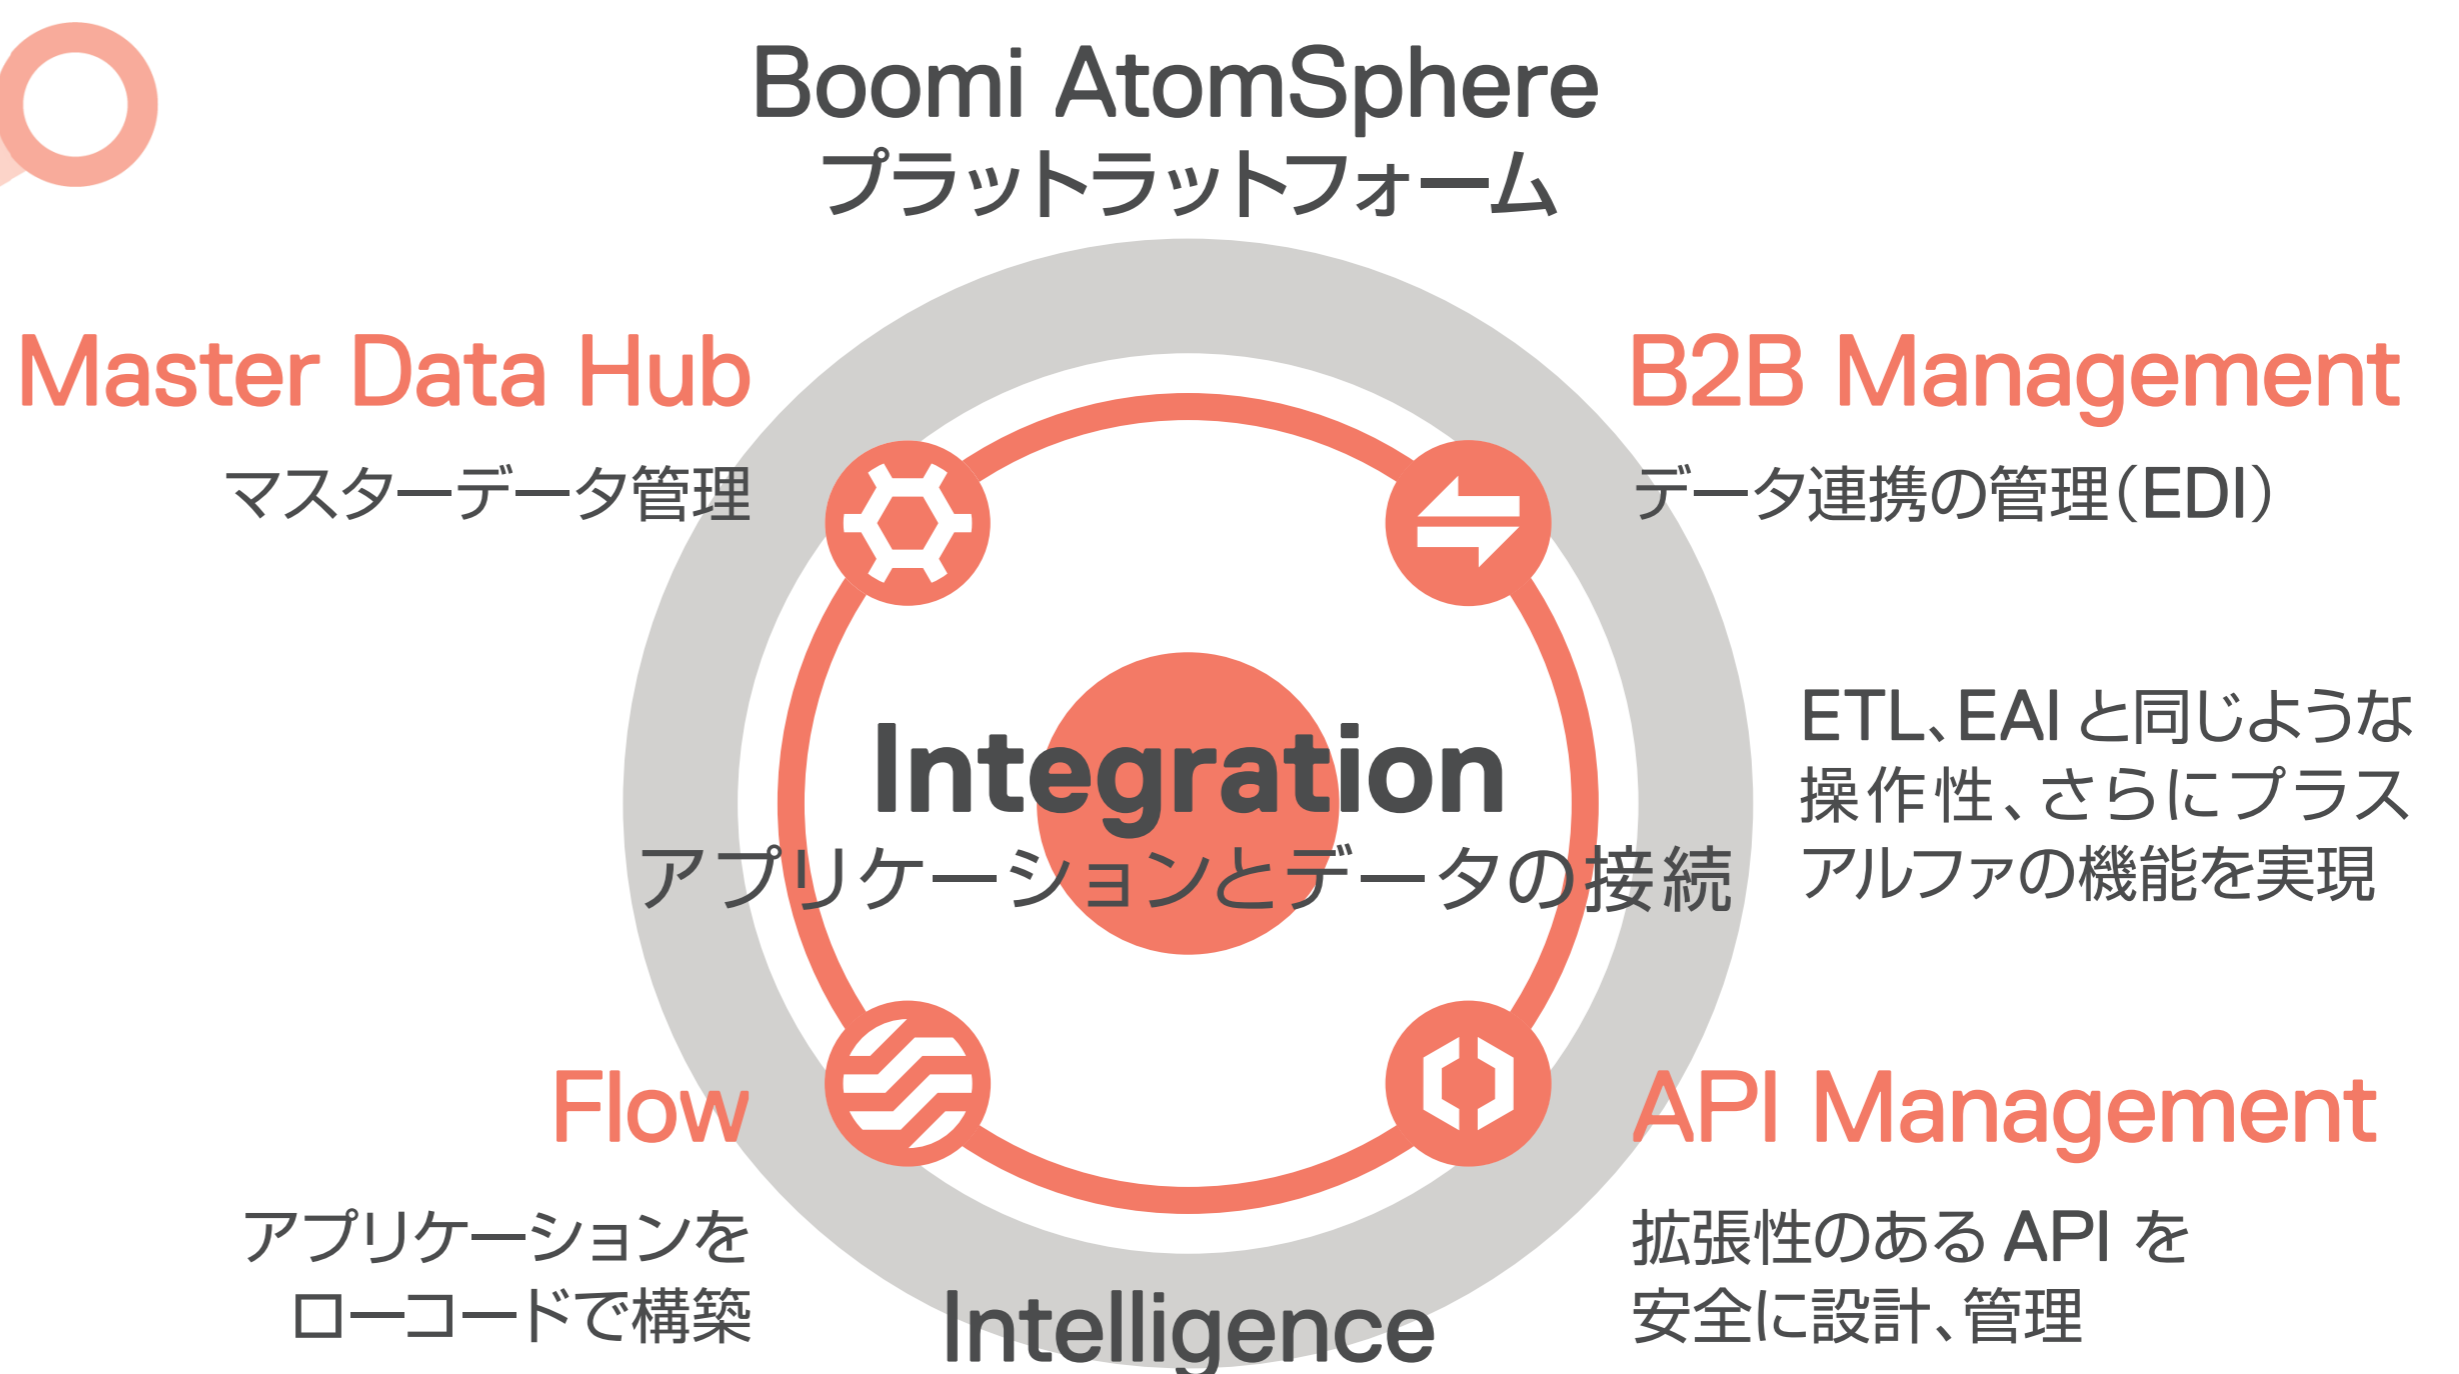 Boomi AtomSphere
プラットラットフォーム
Master Data Hub
マスターデータ管理
B2B Management
データ連携の管理（EDI）
Integration
アプリケーションとデータの接続
ETL、EAI と同じような
操作性、さらにプラス
アルファの機能を実現
Flow
アプリケーションを
ローコードで構築
API Management
拡張性のある API を
安全に設計、管理
Intelligence